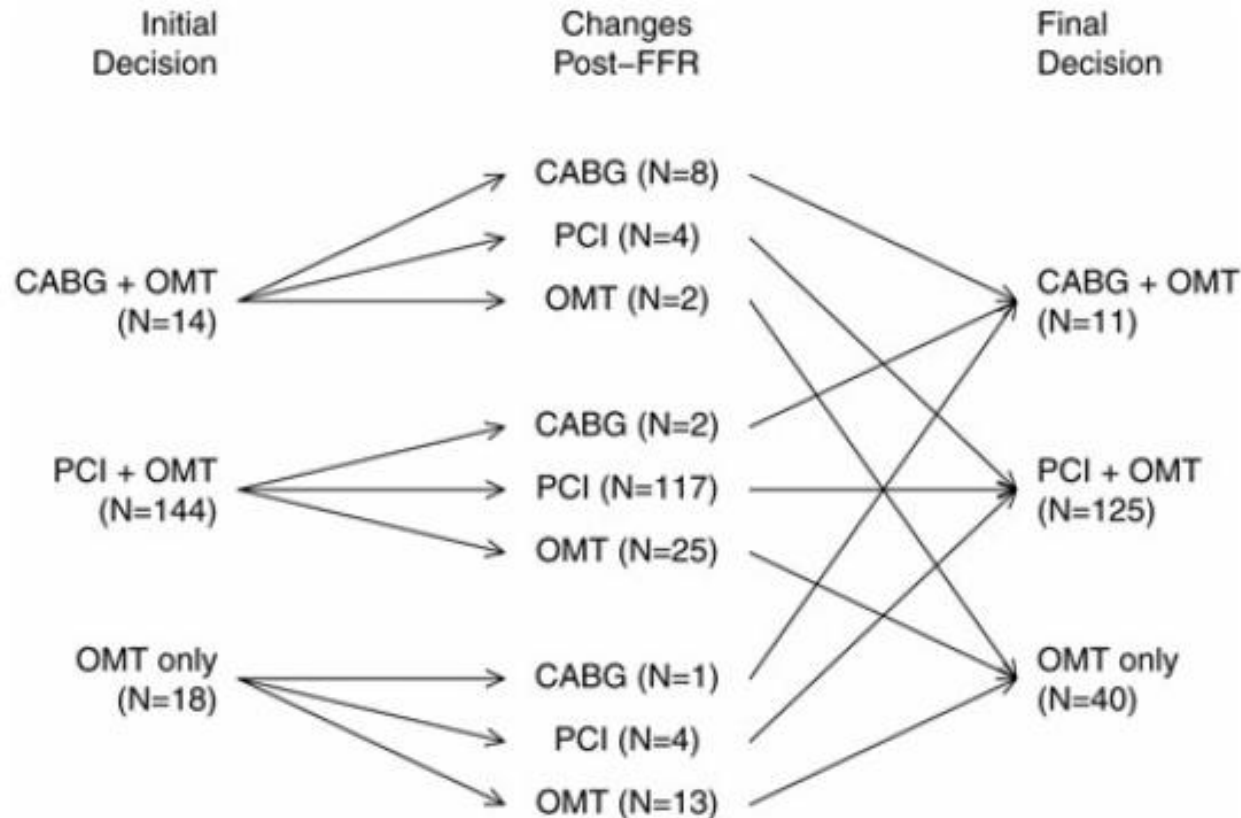 Initial
Decision
Changes
Post–FFR
Final
Decision
CABG + OMT
(N=14)
PCI + OMT
(N=144)
OMT only
(N=18)
CABG (N=8)
PCI (N=4)
OMT (N=2)
CABG (N=2)
PCI (N=117)
OMT (N=25)
CABG (N=1)
PCI (N=4)
OMT (N=13)
CABG + OMT
(N=11)
PCI + OMT
(N=125)
OMT only
(N=40)